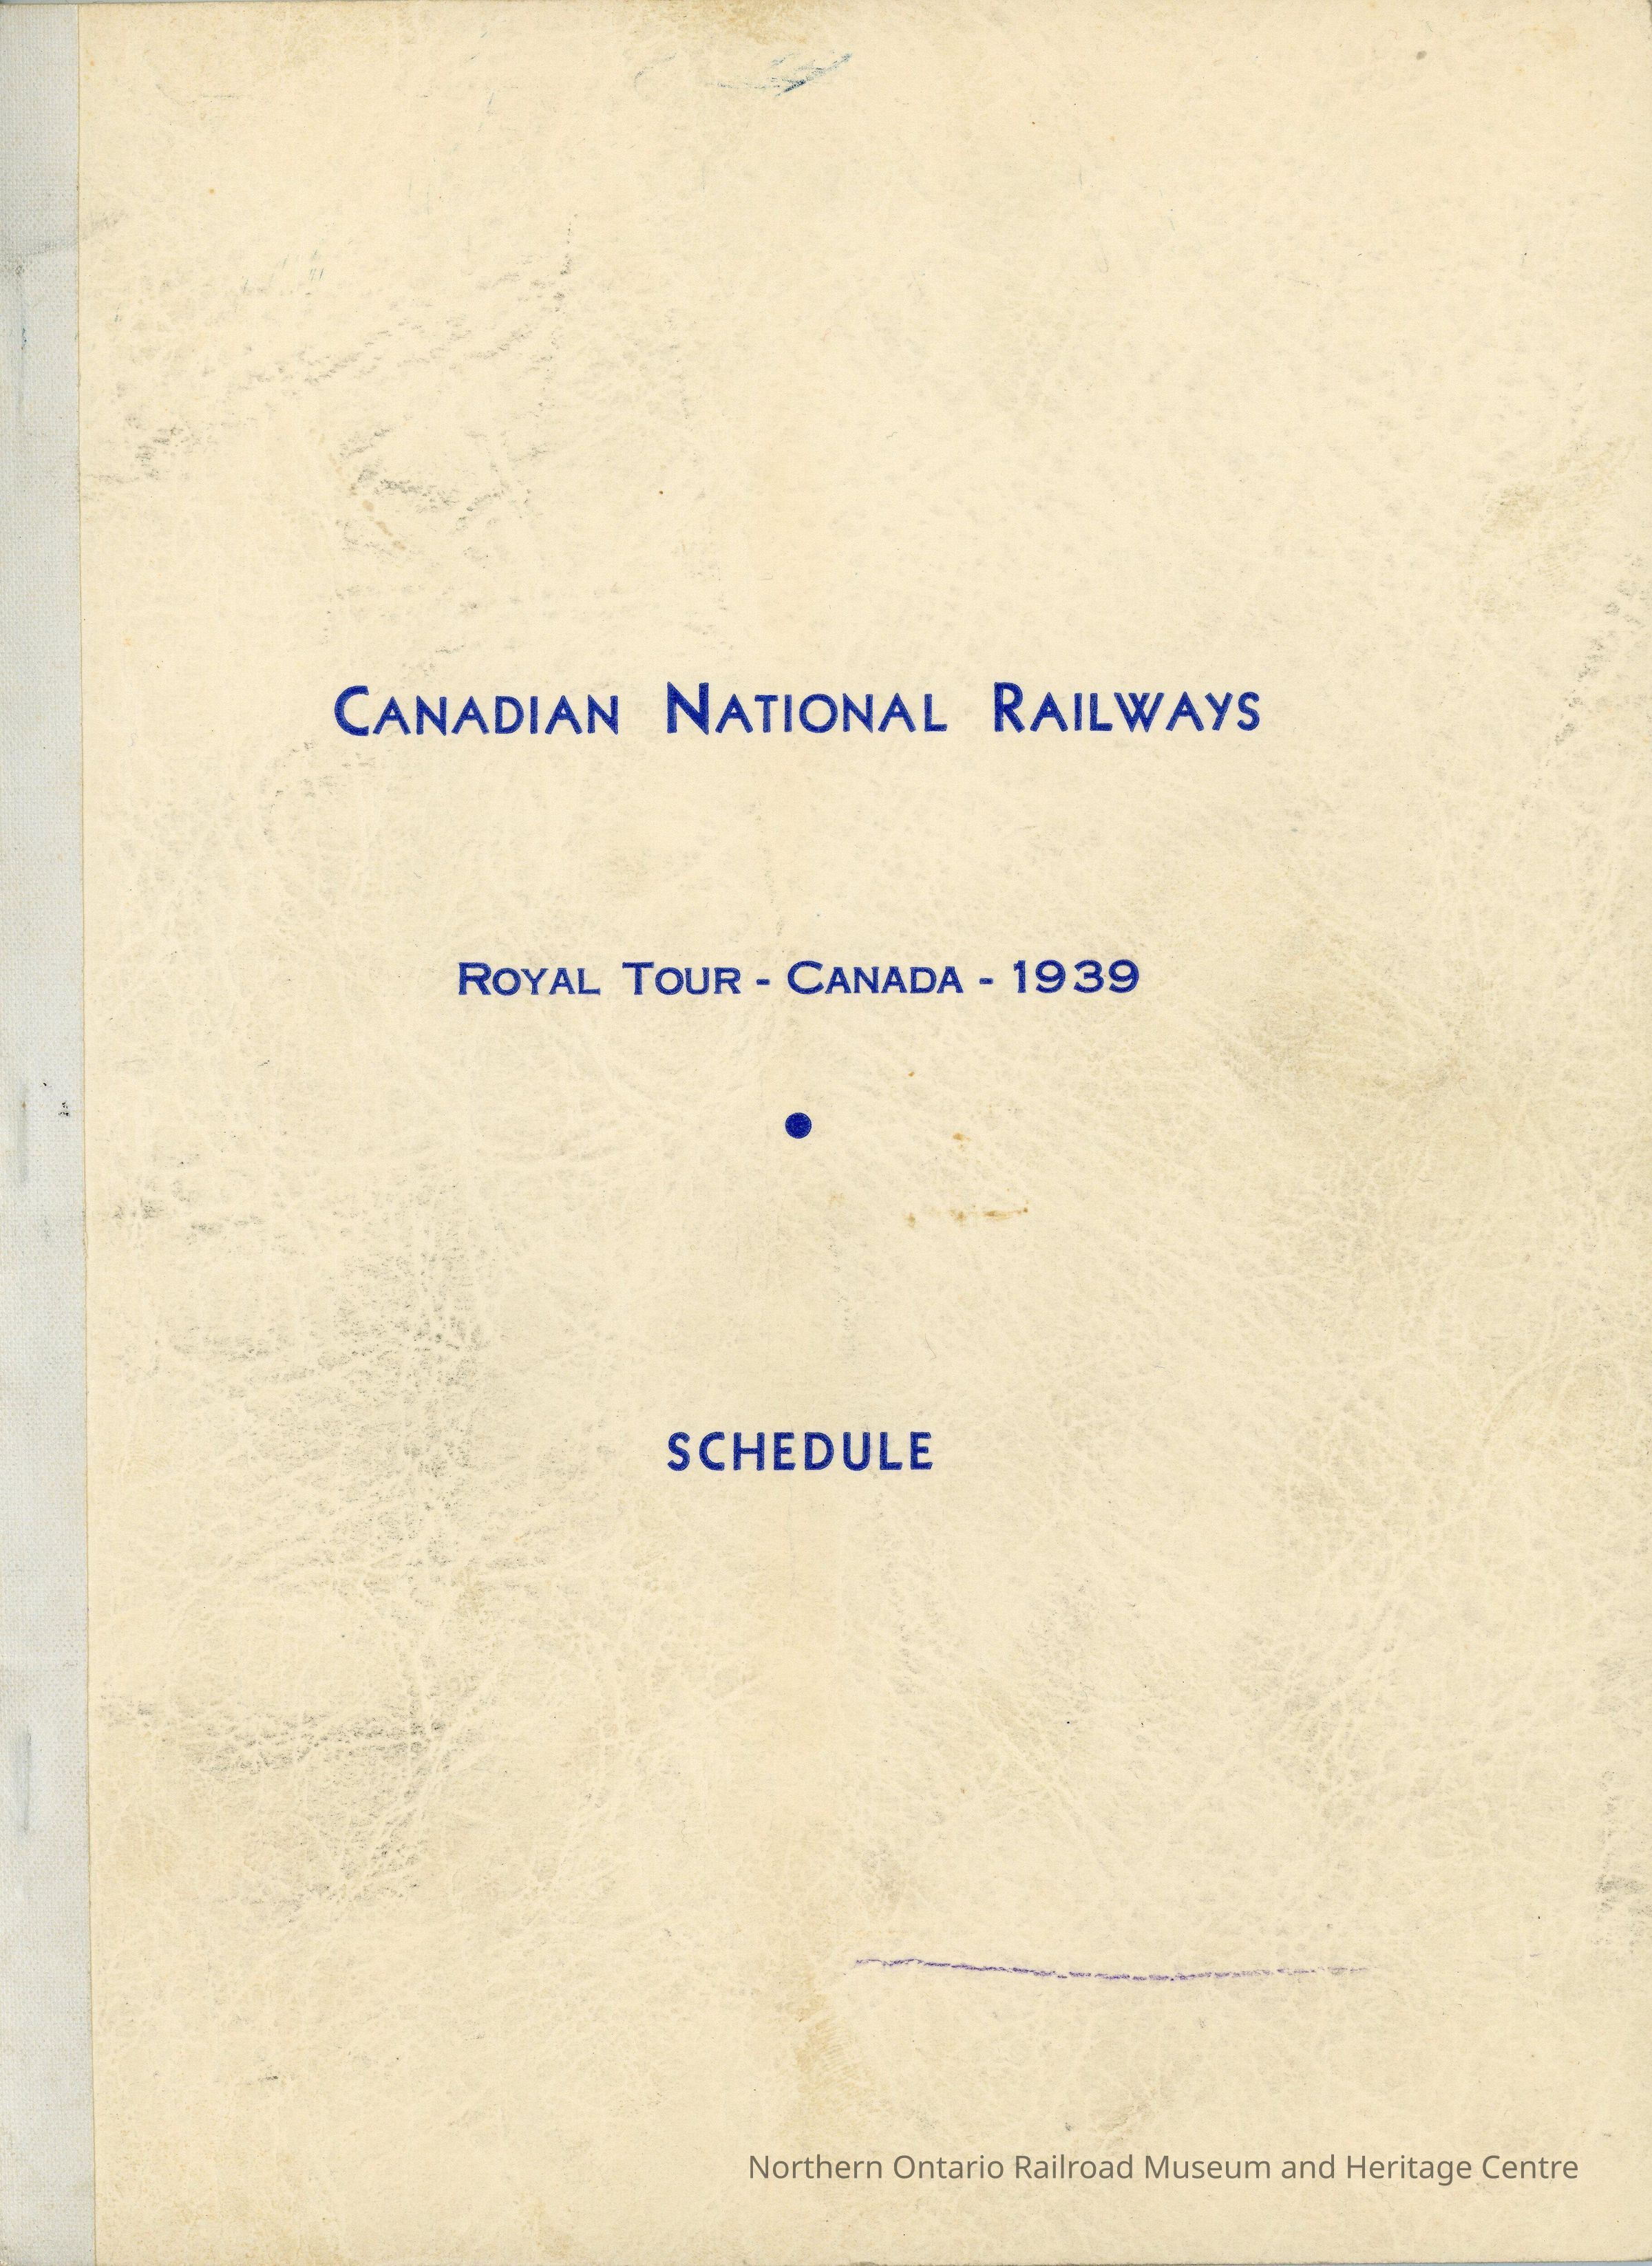 CANADIAN NATIONAL RAILWAYS
ROYAL TOUR - CANADA - 1939
SCHEDULE
Northern Ontario Railroad Museum and Heritage Centre